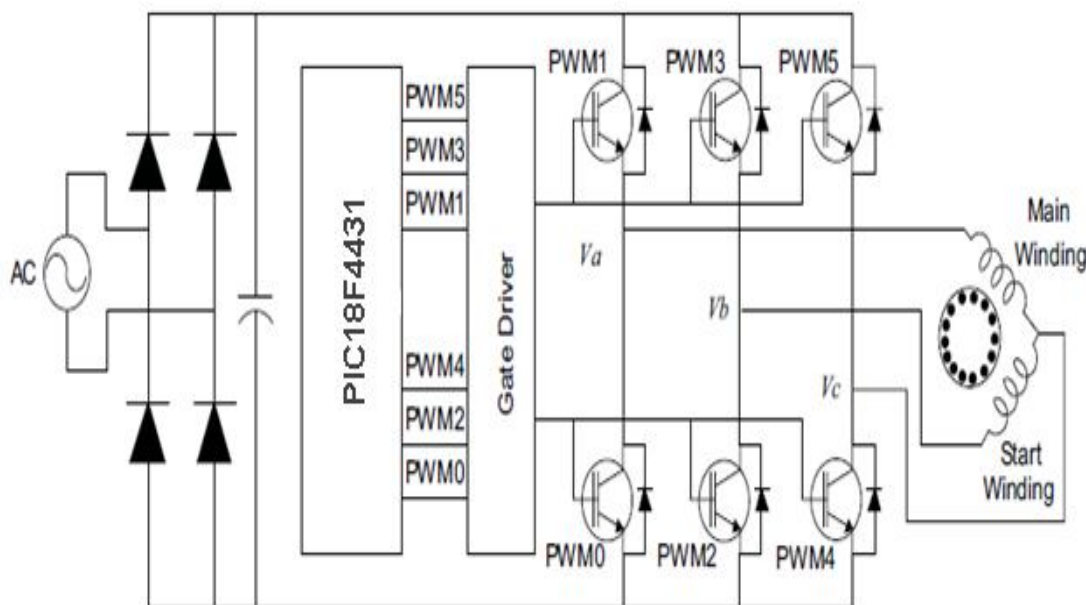 AC
PIC18F4431
PWM5
PWM3
PWM1
PWM4
PWM2
PWM0
Gate Driver
PWM1
PWM3
PWM5
Va
Vb
Vc
PWM0
PWM2
PWM4
Main
Winding
Start
Winding